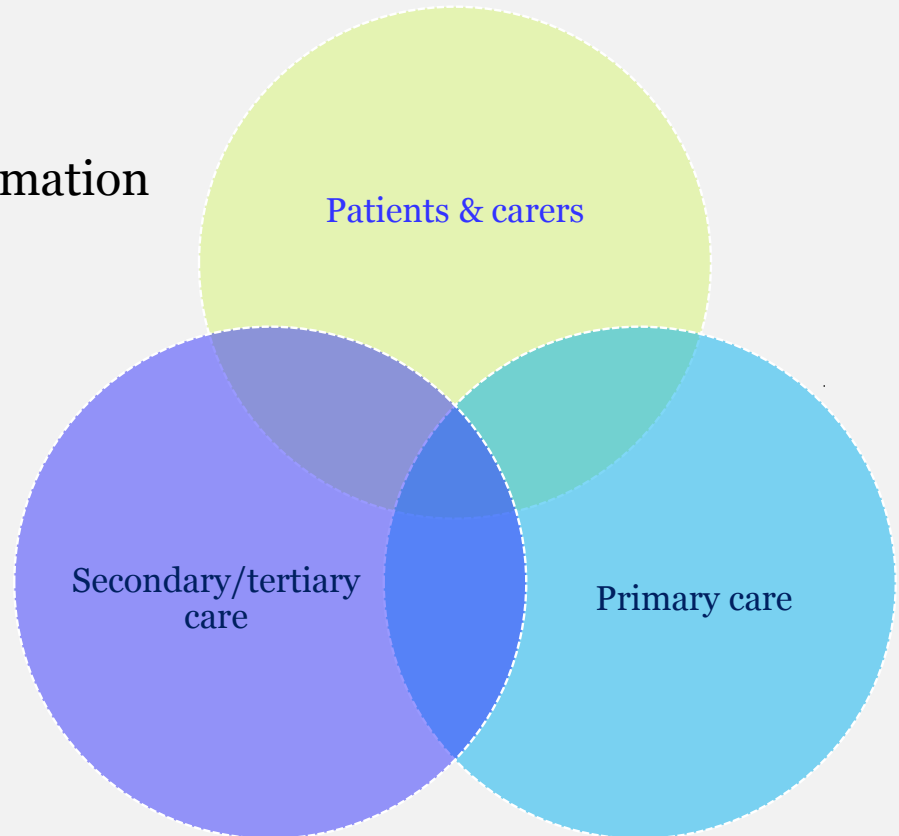 mation
Patients & carers
Secondary/tertiary
care
Primary care